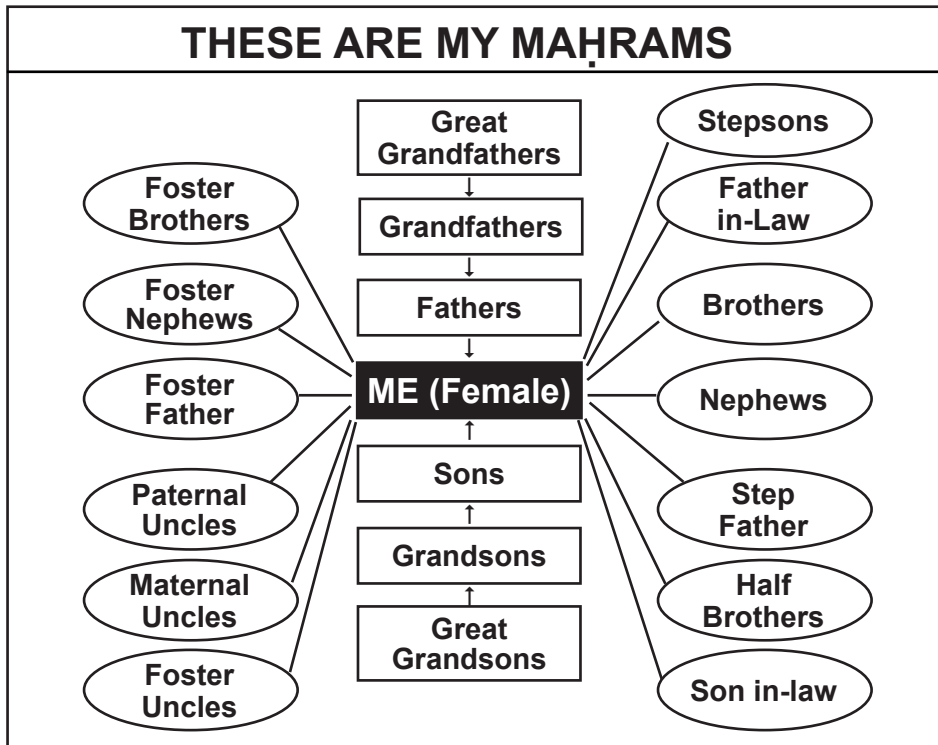 THESE ARE MY MAḤRAMS
Great
Grandfathers
Grandfathers
Fathers
ME (Female)
Sons
Grandsons
Great
Grandsons
Foster
Brothers
Foster
Nephews
Foster
Father
Paternal
Uncles
Maternal
Uncles
Foster
Uncles
Stepsons
Father
in-Law
Brothers
Nephews
Step
Father
Half
Brothers
Son in-law